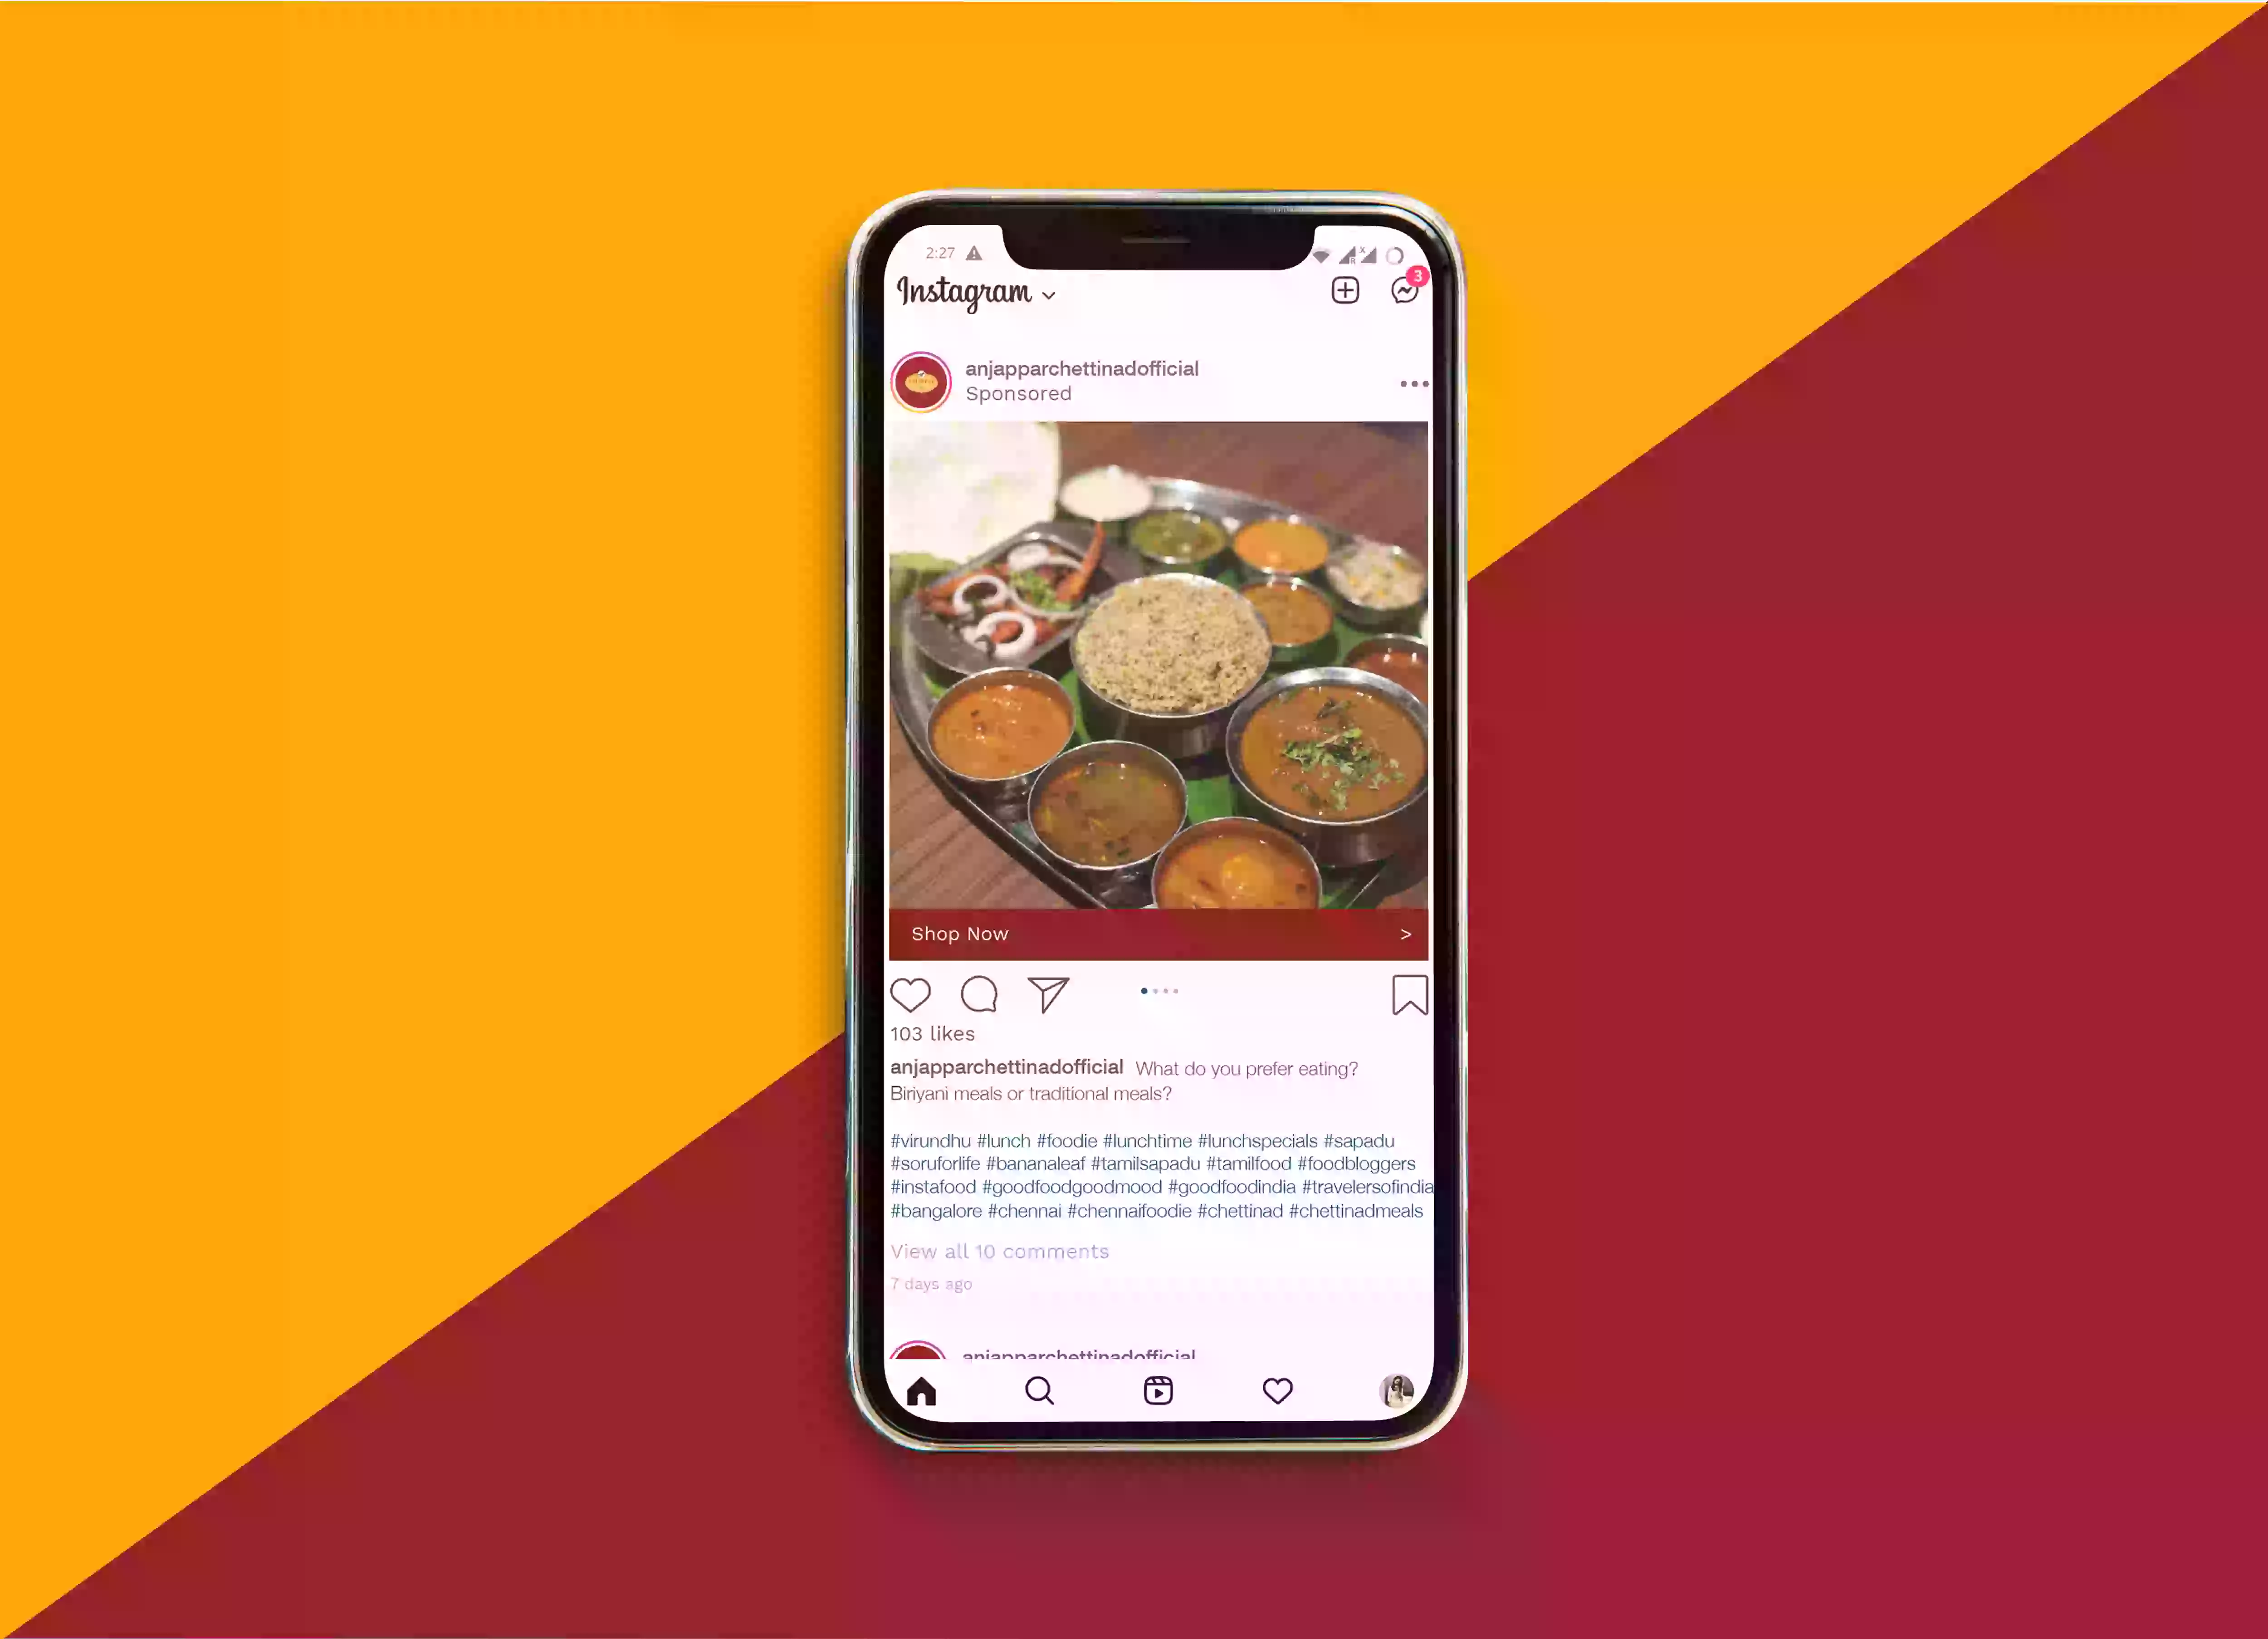 2:27
Instagram
3
anjapparchettinadofficial
Sponsored
Shop Now >
103 likes
anjapparchettinadofficial What do you prefer eating?
Biriyani meals or traditional meals?
#virundhu #lunch #foodie #lunchtime #lunchspecials #sapadu
#soruforlife #bananaleaf #tamilsapadu #tamilfood #foodbloggers
#instafood #goodfoodgoodmood #goodfoodindia #travelersofindia
#bangalore #chennai #chennaifoodie #chettinad #chettinadmeals
View all 10 comments
7 days ago
anjapparchettinadofficial